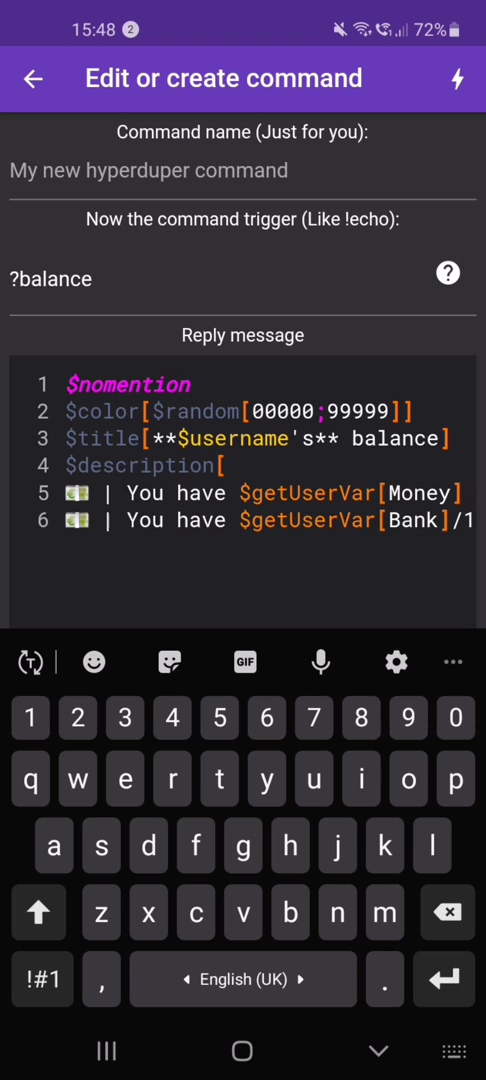 15:48 2 72%
Edit or create command
Command name (Just for you):
My new hyperduper command
Now the command trigger (Like !echo):
?balance ?
Reply message
1 $nomention
2 $color[$random[00000;99999]]
3 $title[**$username's** balance]
4 $description[
5 💵 | You have $getUserVar[Money]
6 💵 | You have $getUserVar[Bank]/1
T GIF
1 2 3 4 5 6 7 8 9 0
q w e r t y u i o p
a s d f g h j k l
z x c v b n m
!#1 , English (UK) .